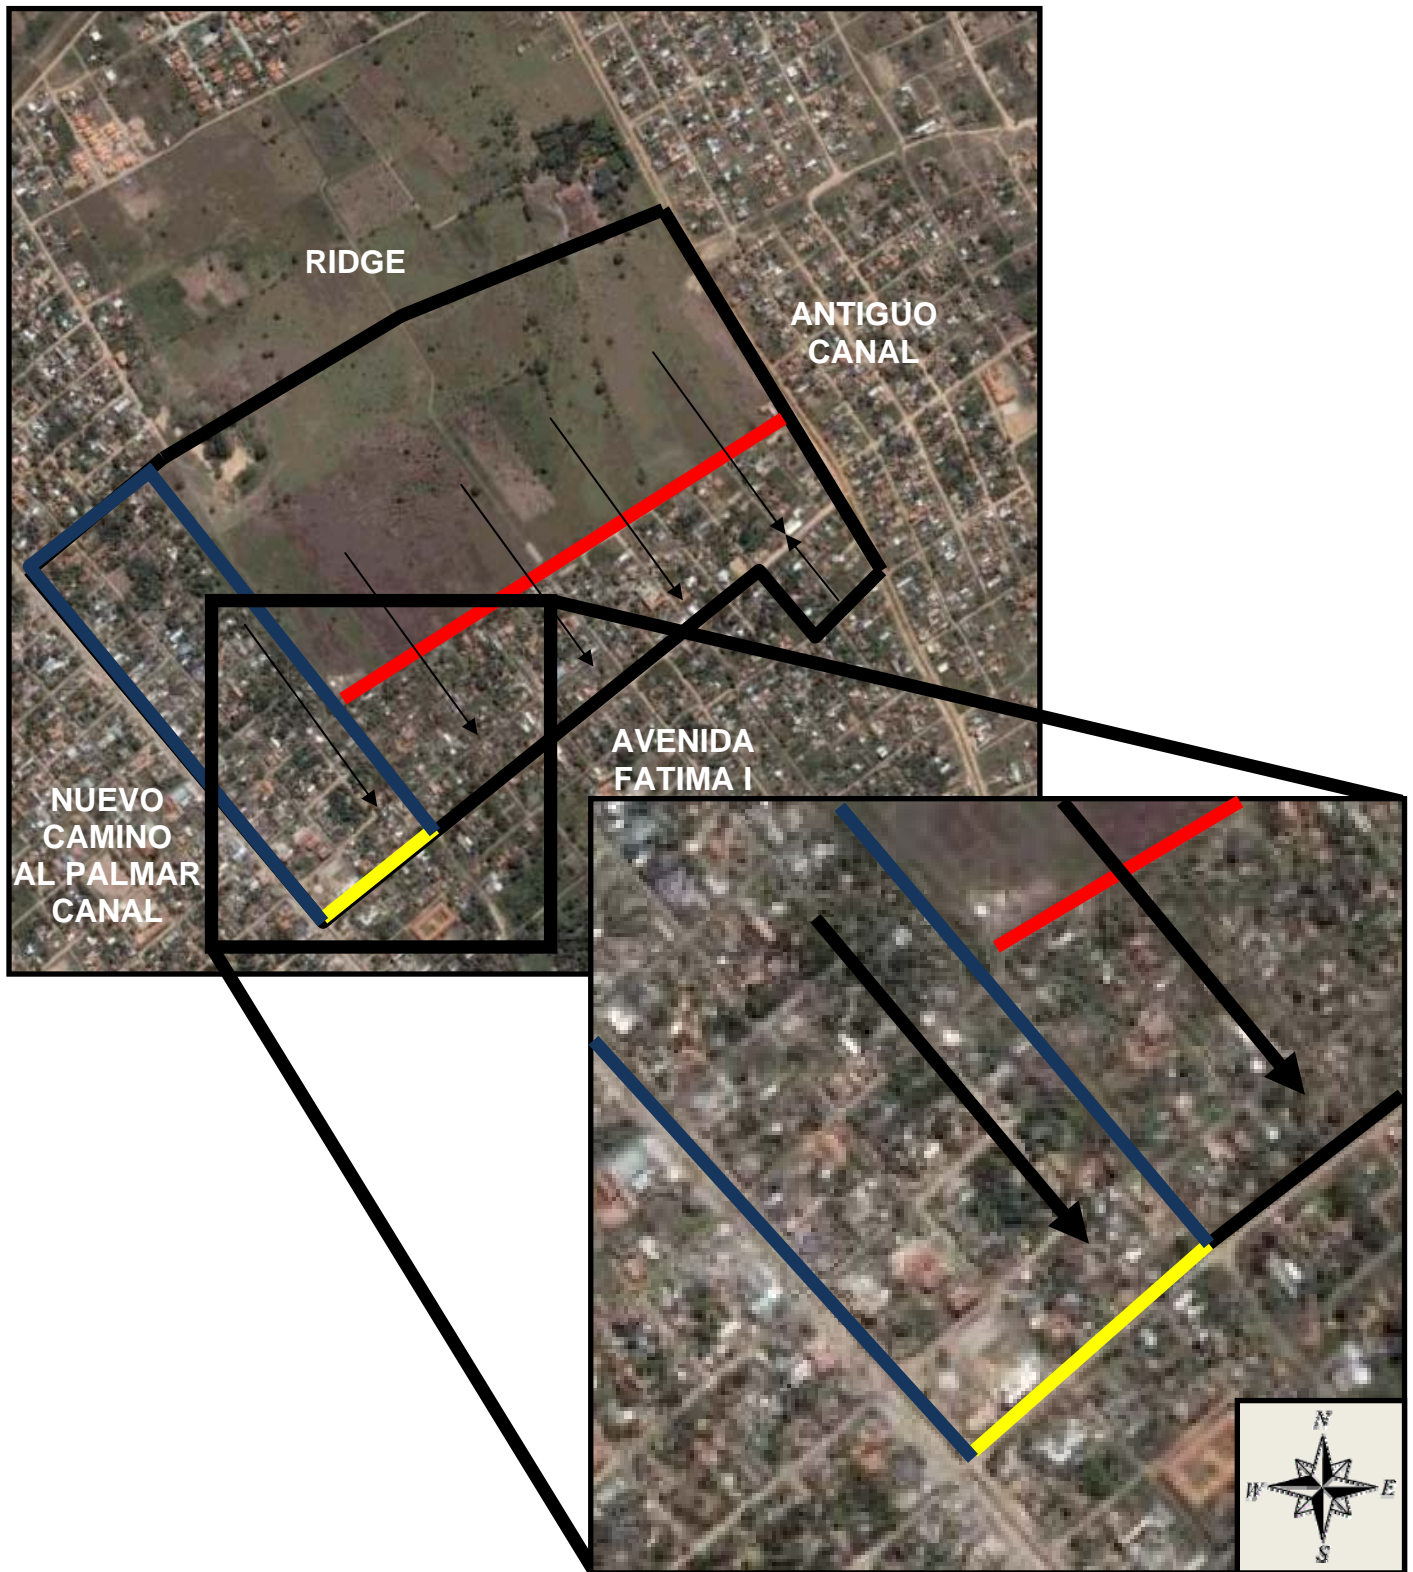 RIDGE
ANTIGUO
CANAL
AVENIDA
FATIMA I
NUEVO
CAMINO
AL PALMAR
CANAL
N
W
E
S